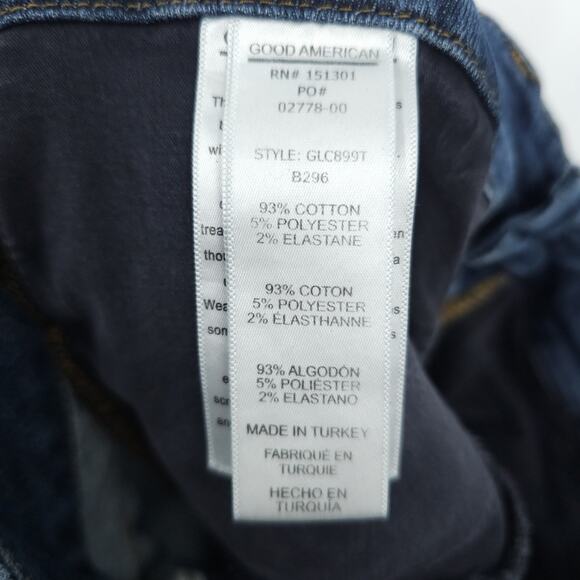 GOOD AMERICAN
RN# 151301
PO#
02778-00
STYLE: GLC899T
B296
93% COTTON
5% POLYESTER
2% ELASTANE
93% COTON
5% POLYESTER
2% ÉLASTHANNE
93% ALGODÓN
5% POLIÉSTER
2% ELASTANO
MADE IN TURKEY
FABRIQUÉ EN
TURQUIE
HECHO EN
TURQUÍA